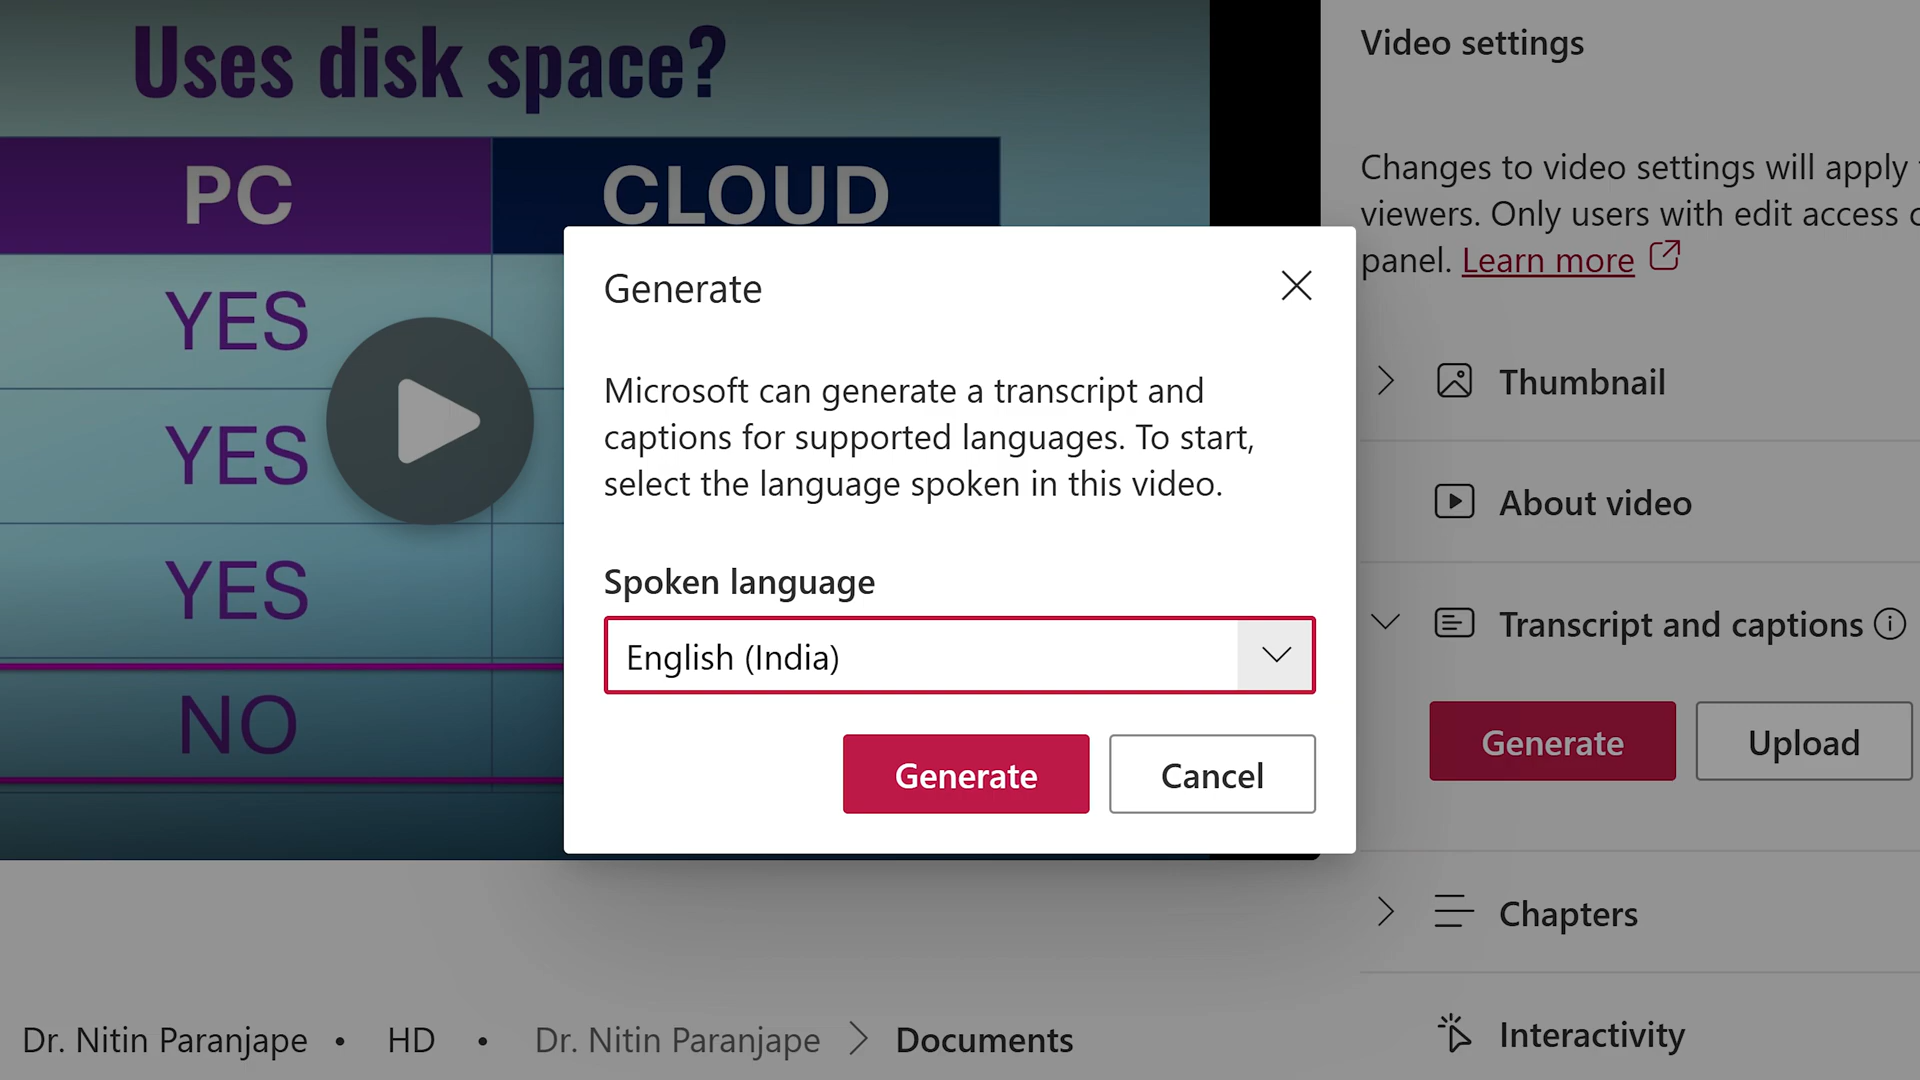 Uses disk space?
PC CLOUD
YES
YES
YES
NO
Generate
Microsoft can generate a transcript and
captions for supported languages. To start,
select the language spoken in this video.
Spoken language
English (India)
Generate Cancel
Video settings
Changes to video settings will apply
viewers. Only users with edit access
panel. Learn more
Thumbnail
About video
Transcript and captions
Generate Upload
Chapters
Interactivity
Dr. Nitin Paranjape • HD • Dr. Nitin Paranjape > Documents